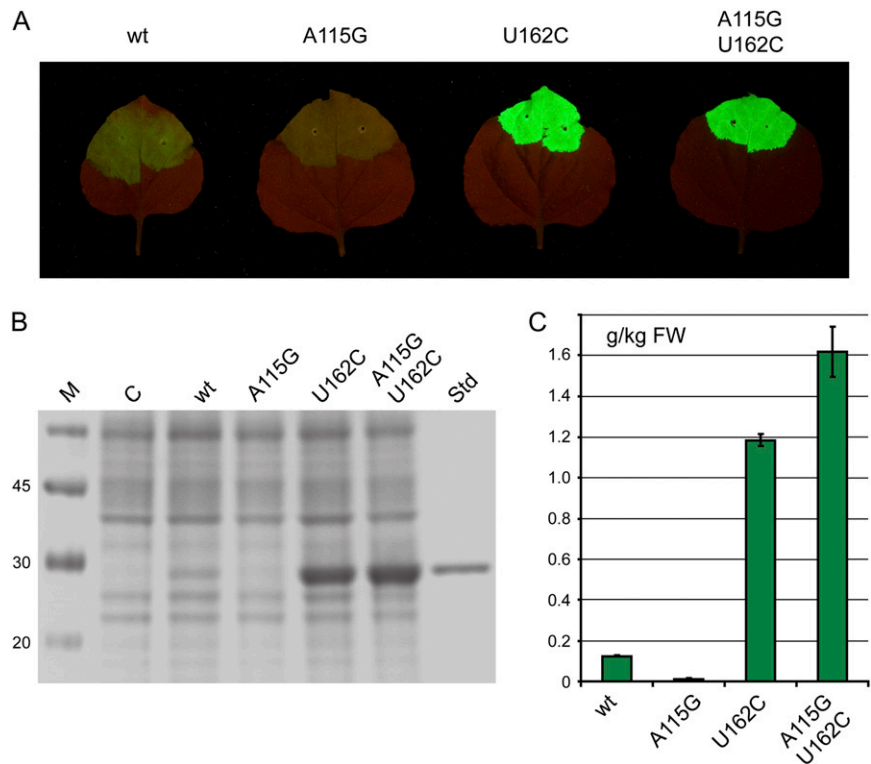 A
wt
A115G
U162C
A115G
U162C
B
M
C
wt
A115G
U162C
A115G
U162C
Std
45
30
20
C
g/kg FW
1.6
1.4
1.2
1.0
0.8
0.6
0.4
0.2
0
wt
A115G
U162C
A115G
U162C